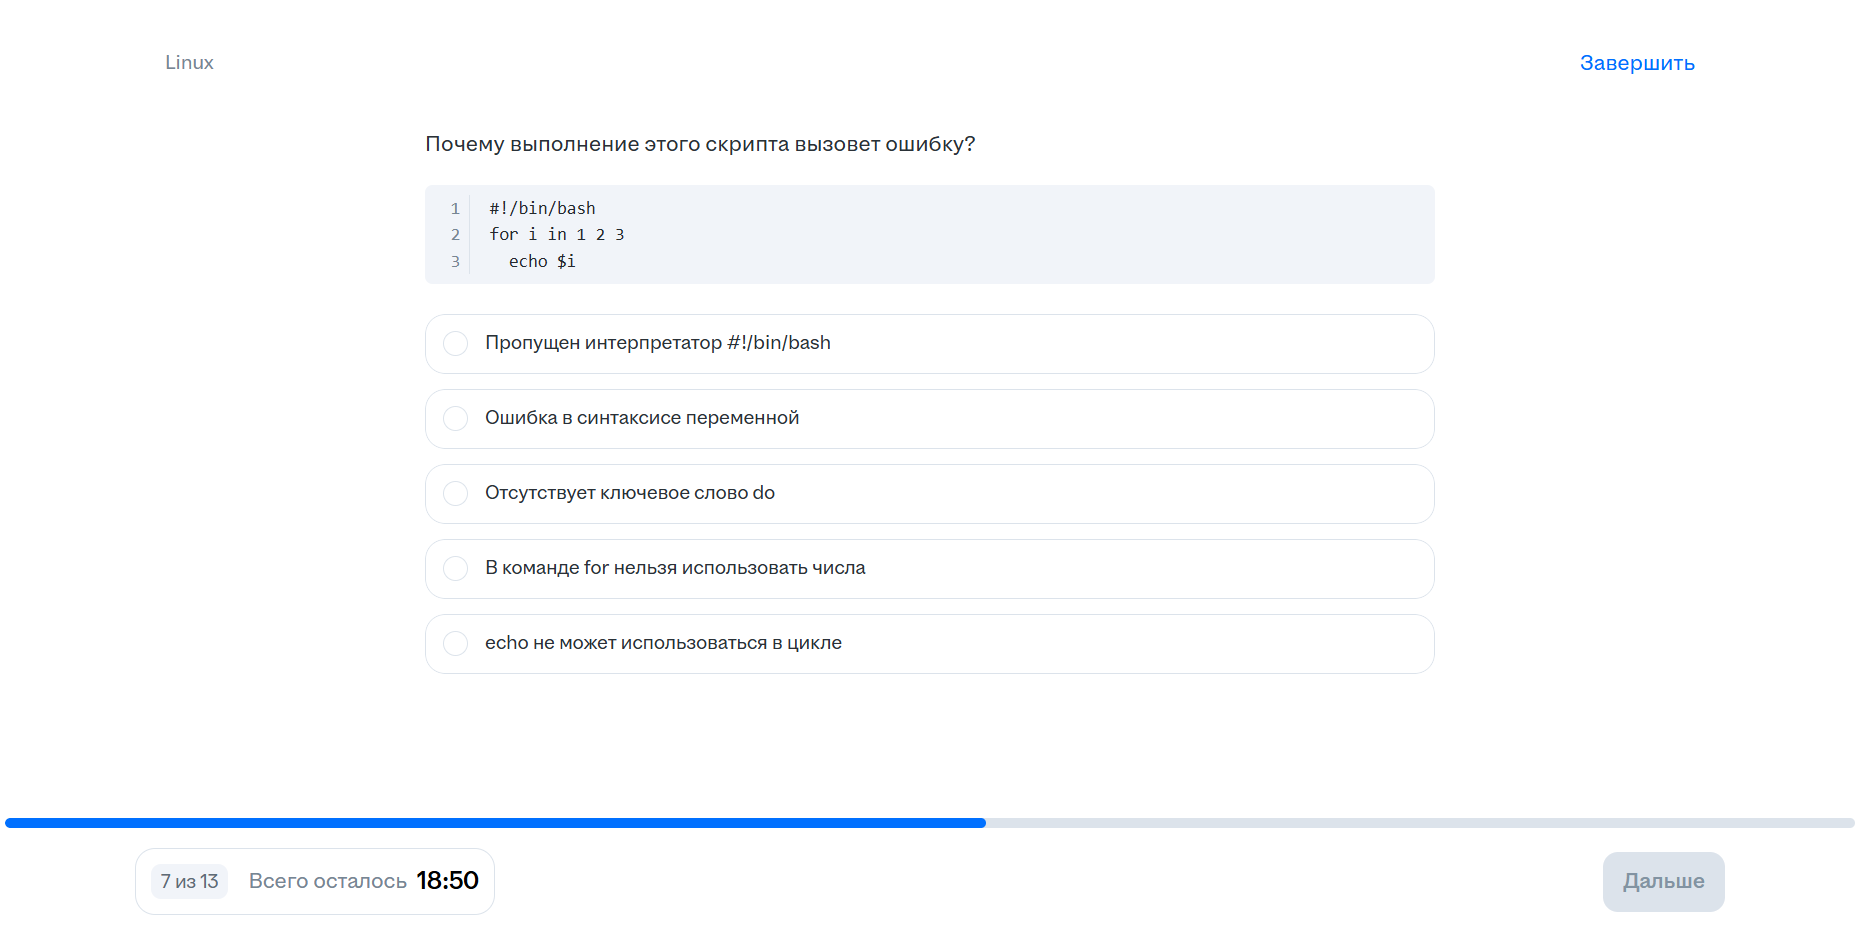 Linux
Завершить
Почему выполнение этого скрипта вызовет ошибку?
1 #!/bin/bash
2 for i in 1 2 3
3   echo $i
Пропущен интерпретатор #!/bin/bash
Ошибка в синтаксисе переменной
Отсутствует ключевое слово do
В команде for нельзя использовать числа
echo не может использоваться в цикле
7 из 13 Всего осталось 18:50
Дальше